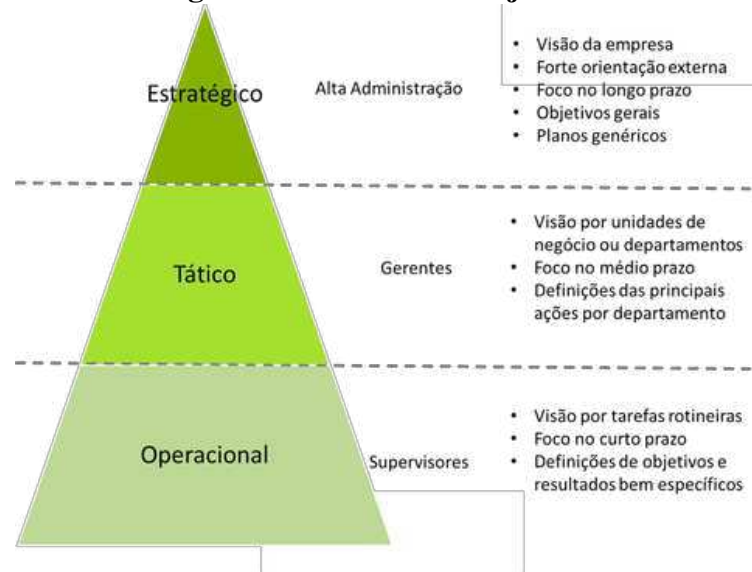 Estratégico
Alta Administração
• Visão da empresa
• Forte orientação externa
• Foco no longo prazo
• Objetivos gerais
• Planos genéricos
Tático
Gerentes
• Visão por unidades de
negócio ou departamentos
• Foco no médio prazo
• Definições das principais
ações por departamento
Operacional
Supervisores
• Visão por tarefas rotineiras
• Foco no curto prazo
• Definições de objetivos e
resultados bem específicos